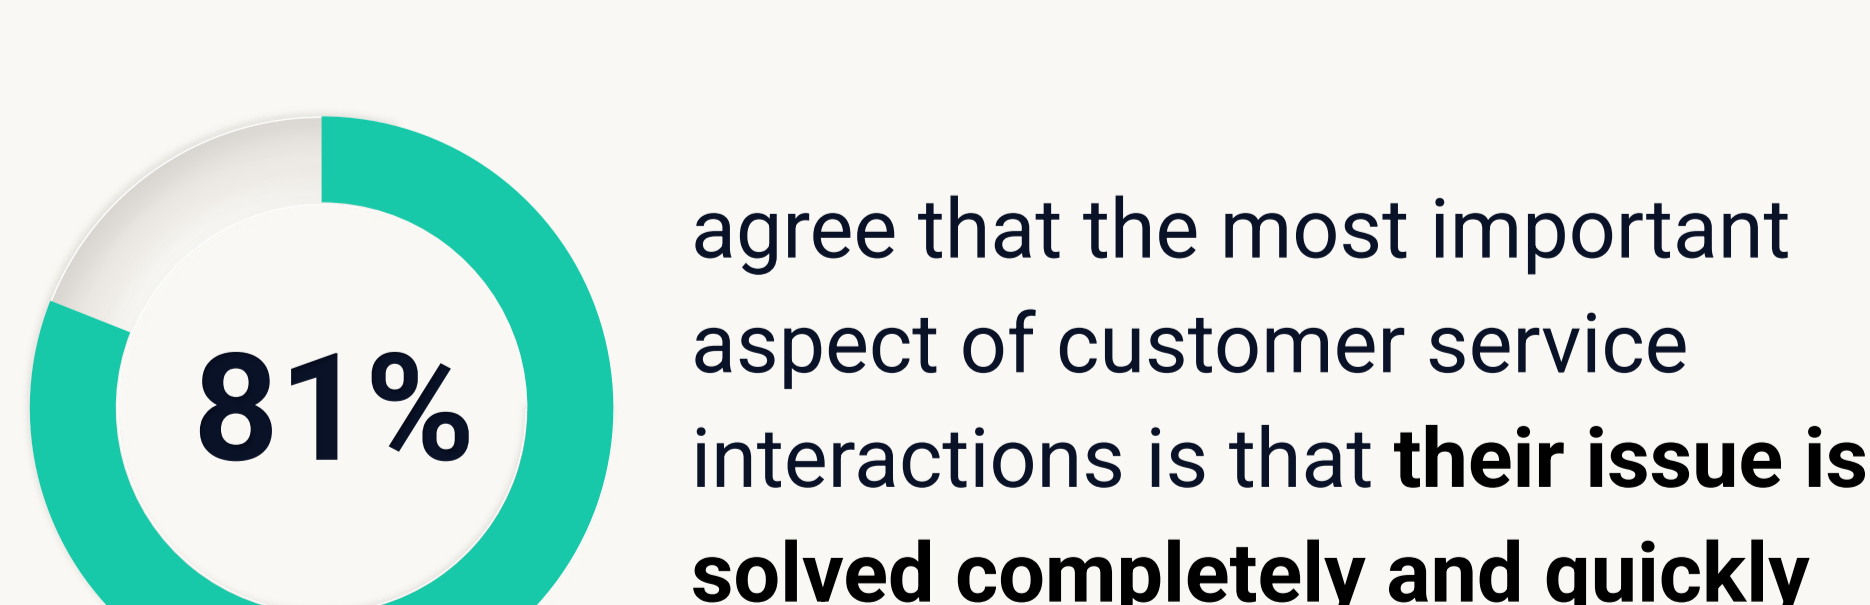 81%
agree that the most important
aspect of customer service
interactions is that their issue is
solved completely and quickly